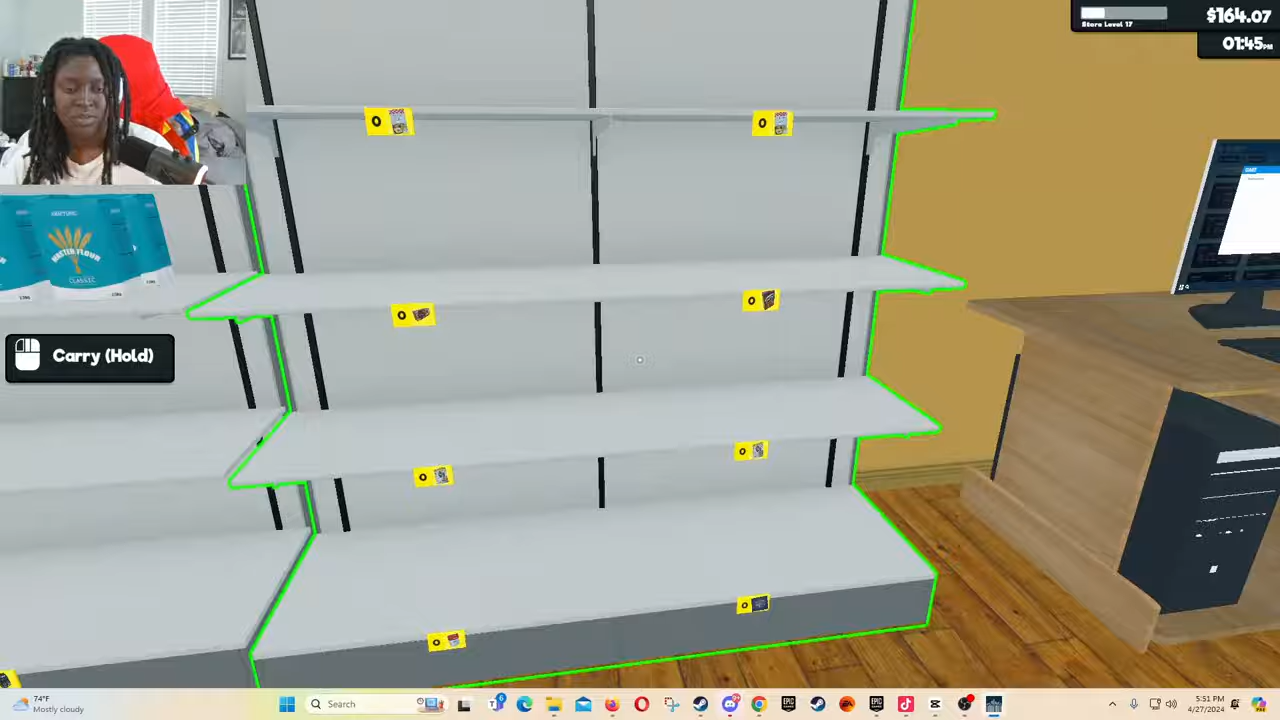 $164.07
Store Level 17
01:45PM
MASTER FLOUR
CLASSIC
0
0
0
0
Carry (Hold)
0
0
0
0
74°F
Mostly cloudy
Search
5:51 PM
4/27/2024